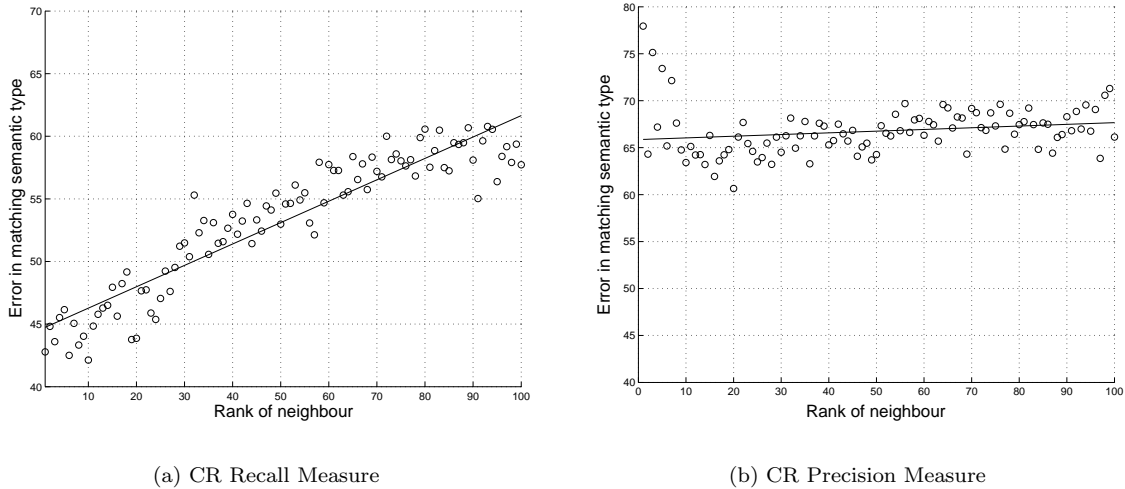 70
65
60
55
50
45
40
10 20 30 40 50 60 70 80 90 100
Error in matching semantic type
Rank of neighbour
(a) CR Recall Measure
80
75
70
65
60
55
50
45
40
0 10 20 30 40 50 60 70 80 90 100
Error in matching semantic type
Rank of neighbour
(b) CR Precision Measure